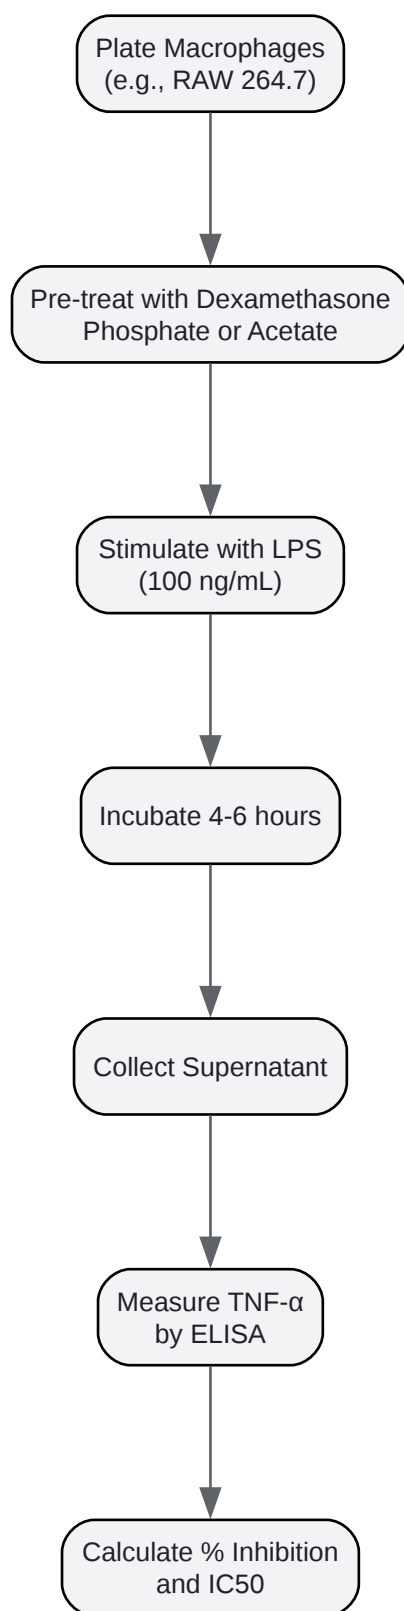 Plate Macrophages
(e.g., RAW 264.7)
Pre-treat with Dexamethasone
Phosphate or Acetate
Stimulate with LPS
(100 ng/mL)
Incubate 4-6 hours
Collect Supernatant
Measure TNF-α
by ELISA
Calculate % Inhibition
and IC50